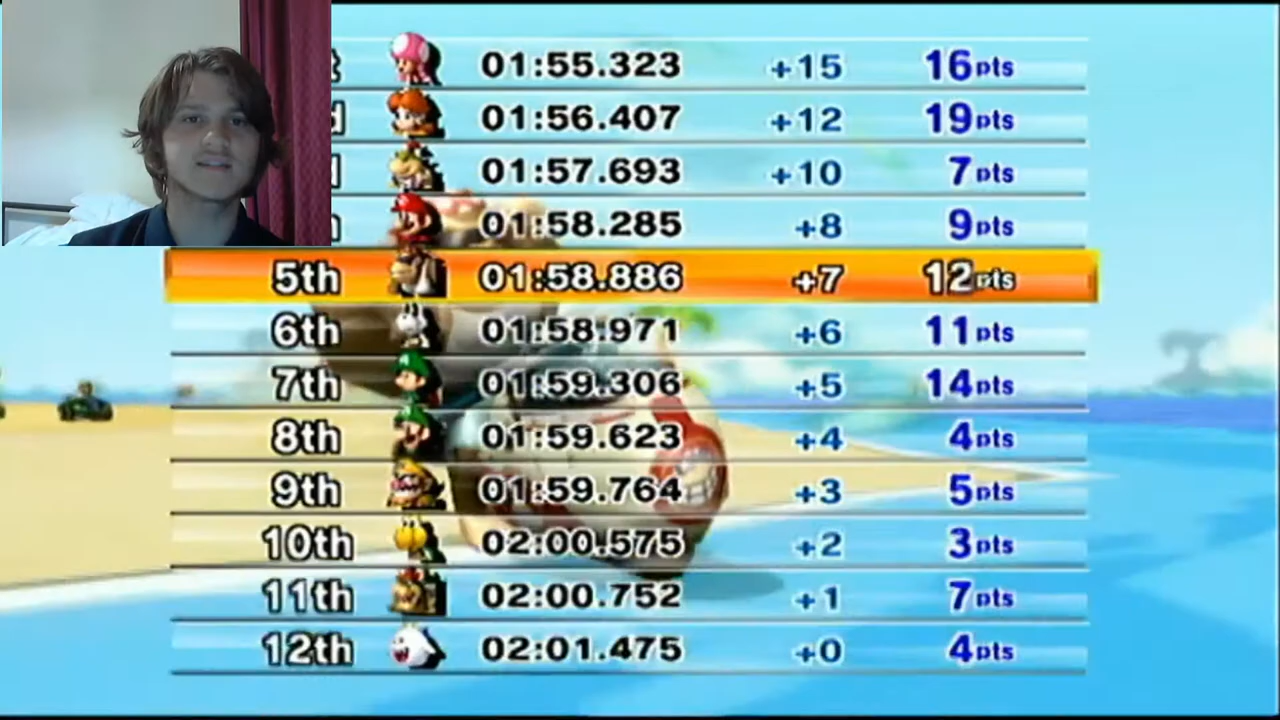 t 01:55.323 +15 16pts
d 01:56.407 +12 19pts
01:57.693 +10 7pts
01:58.285 +8 9pts
5th 01:58.886 +7 12pts
6th 01:58.971 +6 11pts
7th 01:59.306 +5 14pts
8th 01:59.623 +4 4pts
9th 01:59.764 +3 5pts
10th 02:00.575 +2 3pts
11th 02:00.752 +1 7pts
12th 02:01.475 +0 4pts